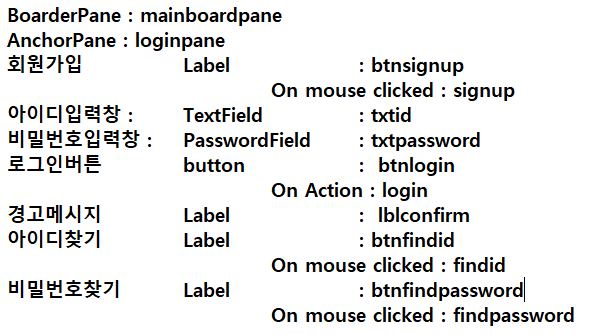 BoarderPane : mainboardpane
AnchorPane : loginpane
회원가입 Label : btnsignup
On mouse clicked : signup
아이디입력창 : TextField : txtid
비밀번호입력창 : PasswordField : txtpassword
로그인버튼 button : btnlogin
On Action : login
경고메시지 Label : lblconfirm
아이디찾기 Label : btnfindid
On mouse clicked : findid
비밀번호찾기 Label : btnfindpassword
On mouse clicked : findpassword